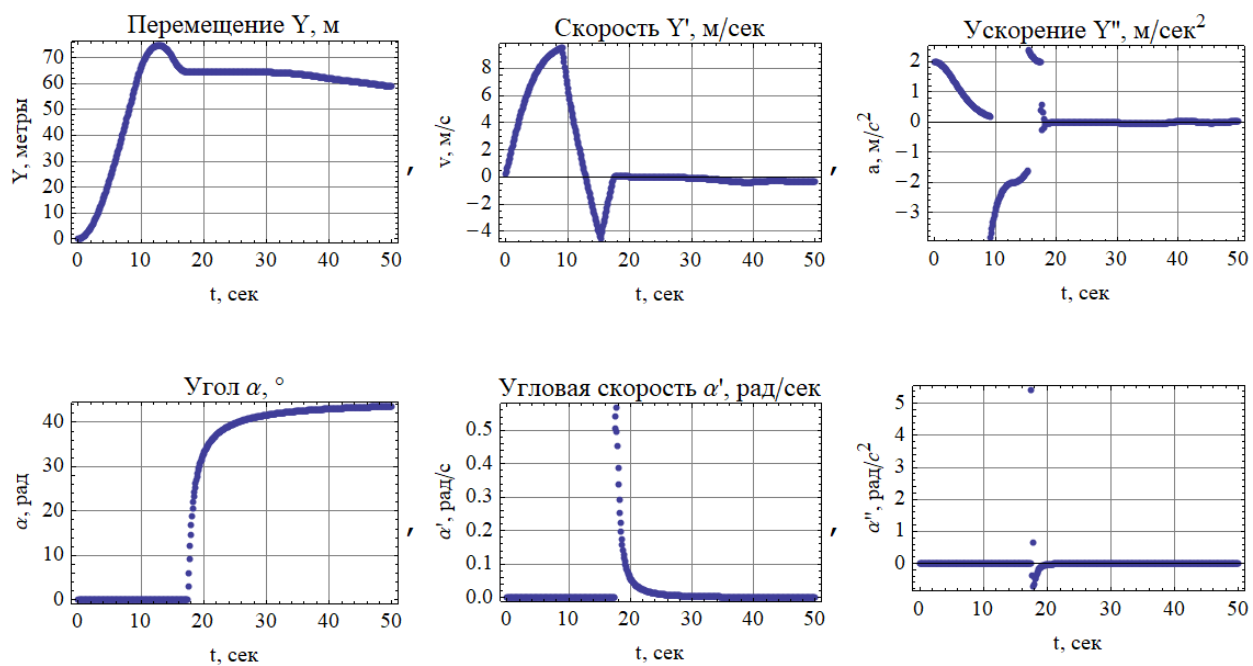 Перемещение Y, м
Y, метры
70
60
50
40
30
20
10
0
0 10 20 30 40 50
t, сек
,
Скорость Y', м/сек
v, м/с
8
6
4
2
0
−2
−4
0 10 20 30 40 50
t, сек
,
Ускорение Y'', м/сек²
a, м/с²
2
1
0
−1
−2
−3
0 10 20 30 40 50
t, сек
Угол α, °
α, рад
40
30
20
10
0
0 10 20 30 40 50
t, сек
,
Угловая скорость α', рад/сек
α', рад/с
0.5
0.4
0.3
0.2
0.1
0.0
0 10 20 30 40 50
t, сек
,
α'', рад/с²
5
4
3
2
1
0
0 10 20 30 40 50
t, сек